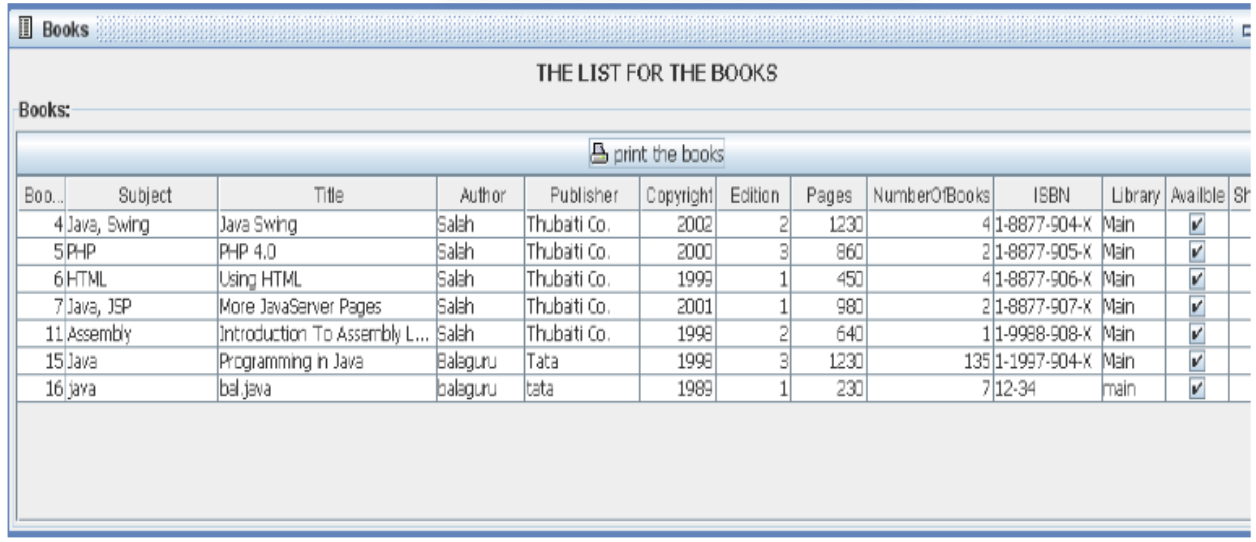 Books
THE LIST FOR THE BOOKS
Books:
print the books
Boo... Subject Title Author Publisher Copyright Edition Pages NumberOfBooks ISBN Library Availble Sh
4 Java, Swing Java Swing Salah Thubaiti Co. 2002 2 1230 4 1-8877-904-X Main
5 PHP PHP 4.0 Salah Thubaiti Co. 2000 3 860 2 1-8877-905-X Main
6 HTML Using HTML Salah Thubaiti Co. 1999 1 450 4 1-8877-906-X Main
7 Java, JSP More JavaServer Pages Salah Thubaiti Co. 2001 1 980 2 1-8877-907-X Main
11 Assembly Introduction To Assembly L... Salah Thubaiti Co. 1998 2 640 1 1-9988-908-X Main
15 Java Programming in Java Balaguru Tata 1998 3 1230 135 1-1997-904-X Main
16 java bal.java balaguru tata 1989 1 230 7 12-34 main